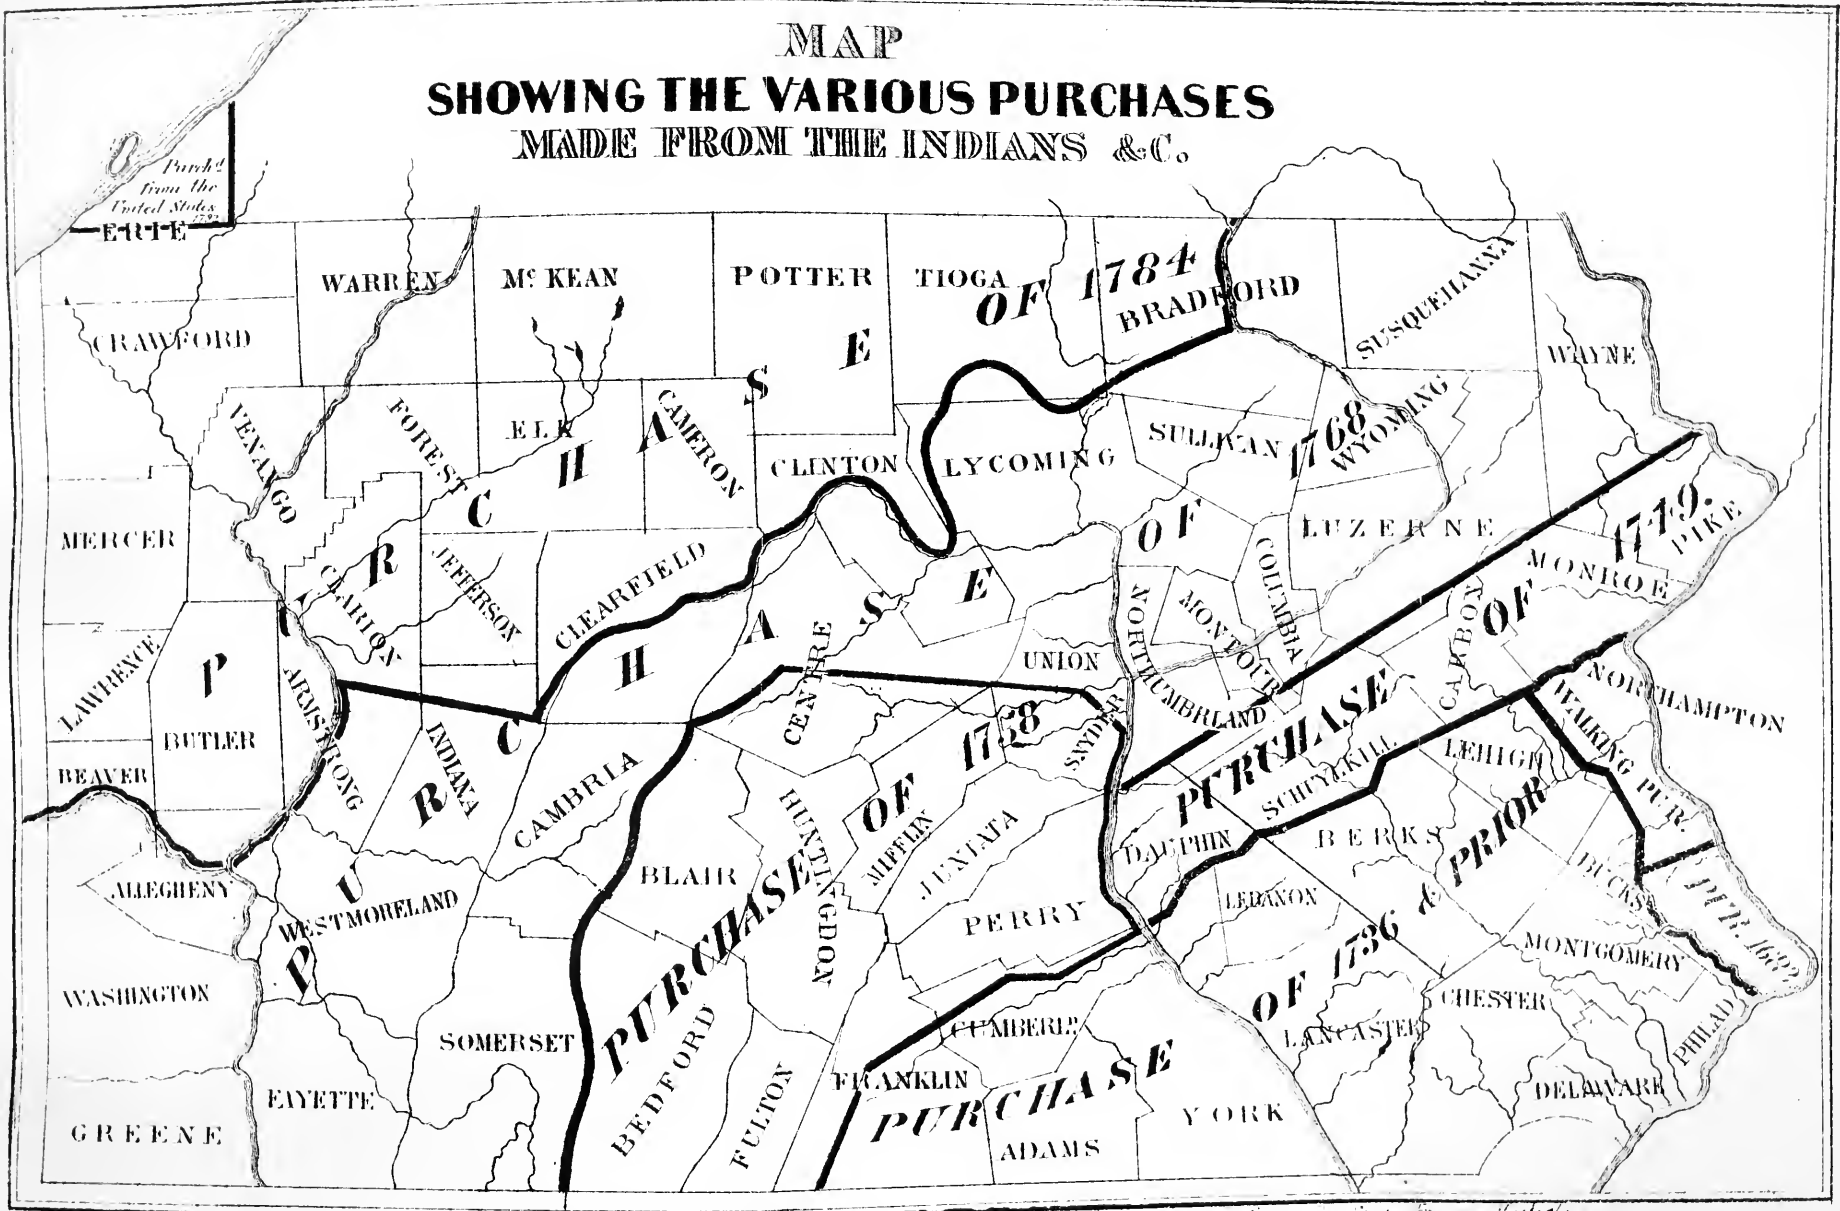 MAP
SHOWING THE VARIOUS PURCHASES
MADE FROM THE INDIANS &C.
Purch'd
from the
United States
ERIE
WARREN
Mc KEAN
POTTER
TIOGA
OF 1784
BRADFORD
SUSQUEHANNA
WAYNE
CRAWFORD
VENANGO
FOREST
ELK
CAMERON
CLINTON
LYCOMING
SULLIVAN
WYOMING
MERCER
CLARION
JEFFERSON
CLEARFIELD
PURCHASE
OF
1768
COLUMBIA
LUZERNE
MONROE
PIKE
LAWRENCE
BUTLER
ARMSTRONG
INDIANA
CENTRE
UNION
NORTHUMBRLAND
MONTOUR
CARBON
PURCHASE OF 1749.
NORTHAMPTON
BEAVER
CAMBRIA
PURCHASE
SNYDER
SCHUYLKILL
LEHIGH
WALKING PUR.
ALLEGHENY
WESTMORELAND
BLAIR
HUNTINGDON
MIFFLIN
JUNIATA
PERRY
DAUPHIN
BERKS
LEBANON
BUCKS
PUR. 1682
PURCHASE OF 1758
WASHINGTON
SOMERSET
BEDFORD
FULTON
CUMBERLD.
FRANKLIN
LANCASTER
CHESTER
MONTGOMERY
PHILAD
DELAWARE
GREENE
FAYETTE
ADAMS
YORK
PURCHASE OF 1736 & PRIOR